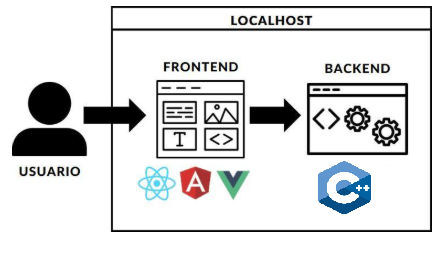 LOCALHOST
FRONTEND
BACKEND
T
<>
<>
USUARIO
A
C++